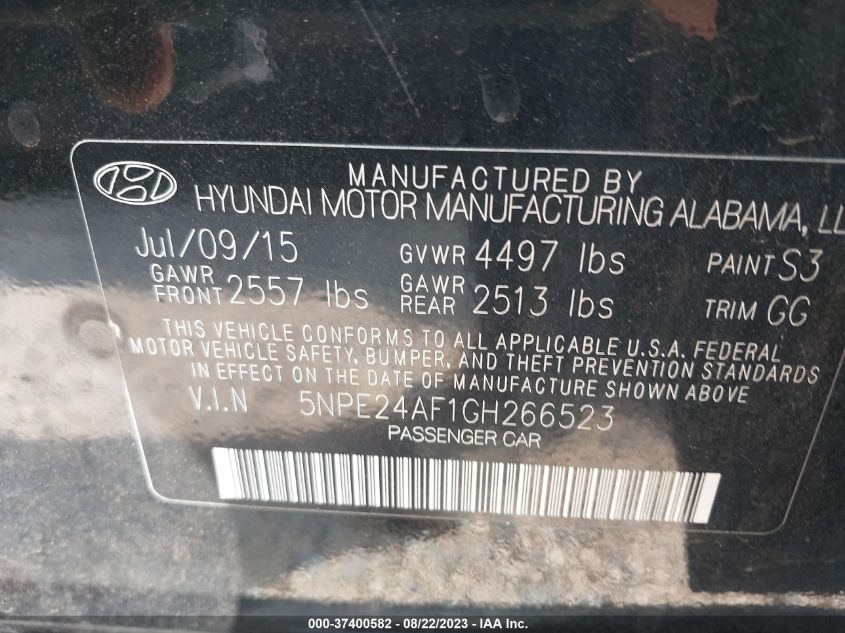 MANUFACTURED BY
HYUNDAI MOTOR MANUFACTURING ALABAMA, LL
Jul/09/15 GVWR 4497 lbs PAINT S3
GAWR FRONT 2557 lbs GAWR REAR 2513 lbs TRIM GG
THIS VEHICLE CONFORMS TO ALL APPLICABLE U.S.A. FEDERAL
MOTOR VEHICLE SAFETY, BUMPER, AND THEFT PREVENTION STANDARDS
IN EFFECT ON THE DATE OF MANUFACTURE SHOWN ABOVE
V.I.N 5NPE24AF1GH266523
PASSENGER CAR
000-37400582 - 08/22/2023 - IAA Inc.